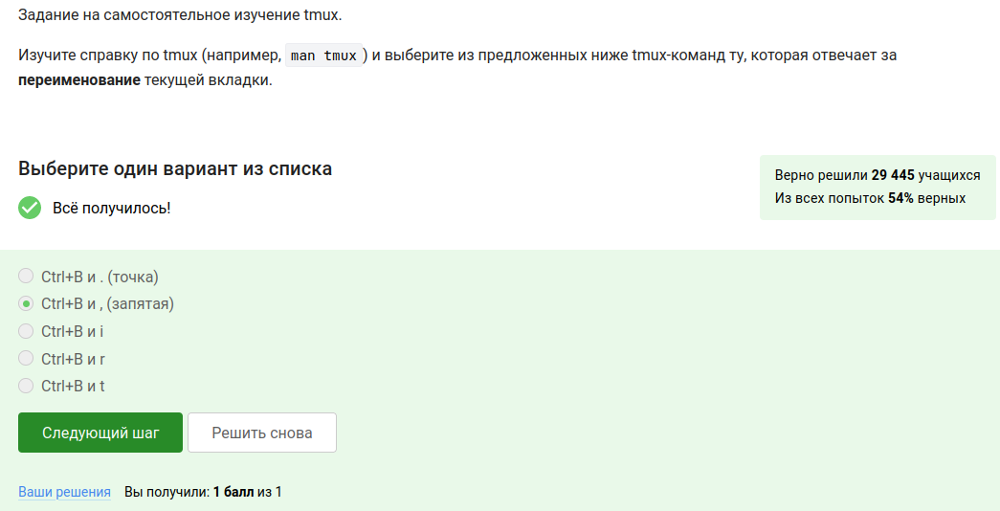 Задание на самостоятельное изучение tmux.
Изучите справку по tmux (например, man tmux ) и выберите из предложенных ниже tmux-команд ту, которая отвечает за
переименование текущей вкладки.
Выберите один вариант из списка
Верно решили 29 445 учащихся
Из всех попыток 54% верных
Всё получилось!
Ctrl+B и . (точка)
Ctrl+B и , (запятая)
Ctrl+B и i
Ctrl+B и r
Ctrl+B и t
Следующий шаг
Решить снова
Ваши решения Вы получили: 1 балл из 1